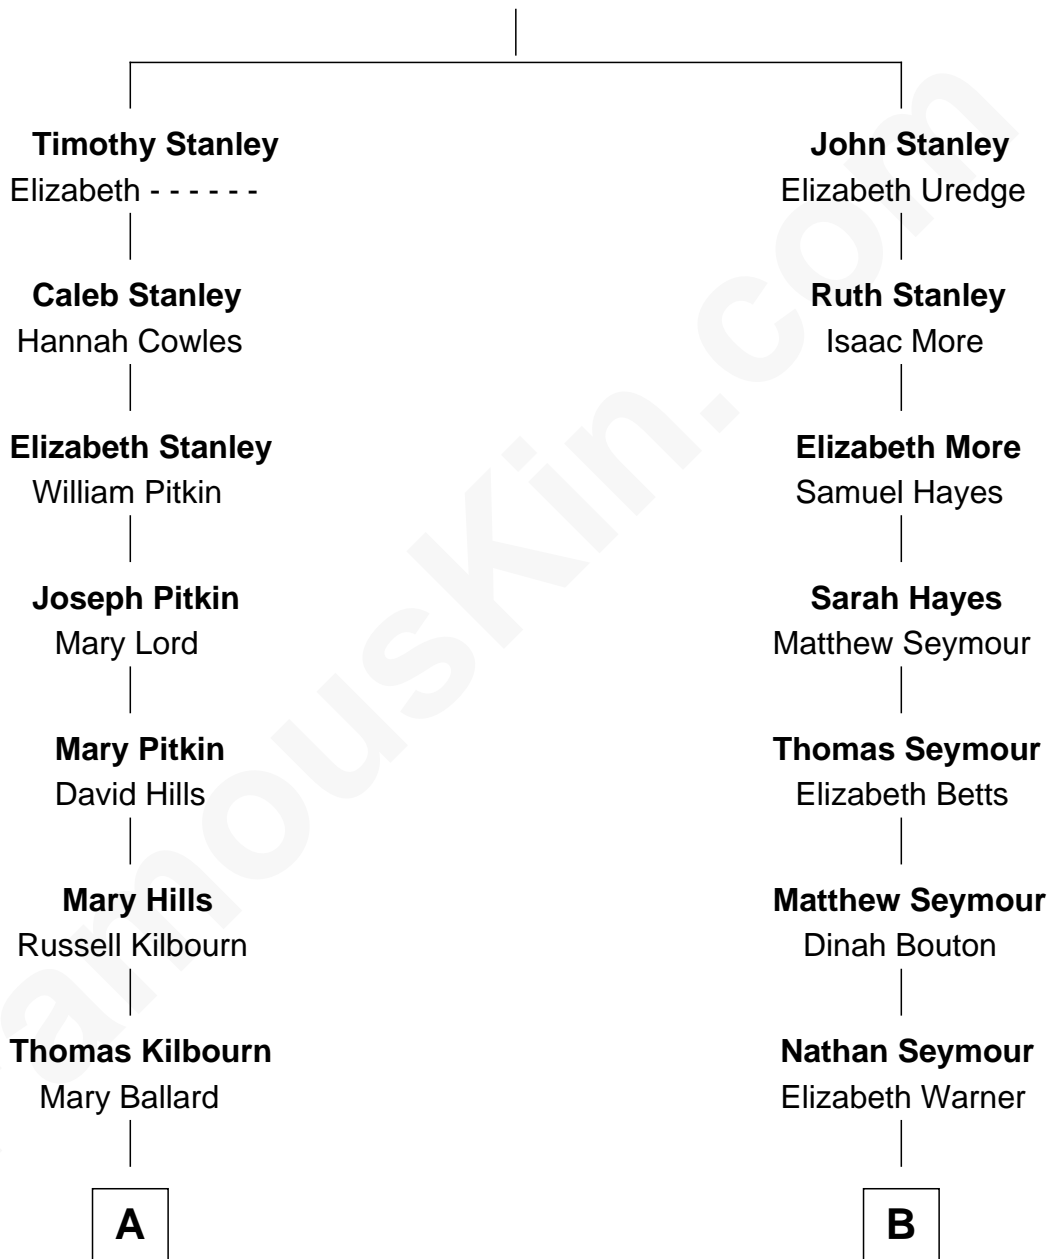 Timothy Stanley
Elizabeth - - - - - -
John Stanley
Elizabeth Uredge
Caleb Stanley
Hannah Cowles
Ruth Stanley
Isaac More
Elizabeth Stanley
William Pitkin
Elizabeth More
Samuel Hayes
Joseph Pitkin
Mary Lord
Sarah Hayes
Matthew Seymour
Mary Pitkin
David Hills
Thomas Seymour
Elizabeth Betts
Mary Hills
Russell Kilbourn
Matthew Seymour
Dinah Bouton
Thomas Kilbourn
Mary Ballard
Nathan Seymour
Elizabeth Warner
A
B
amousKin.com